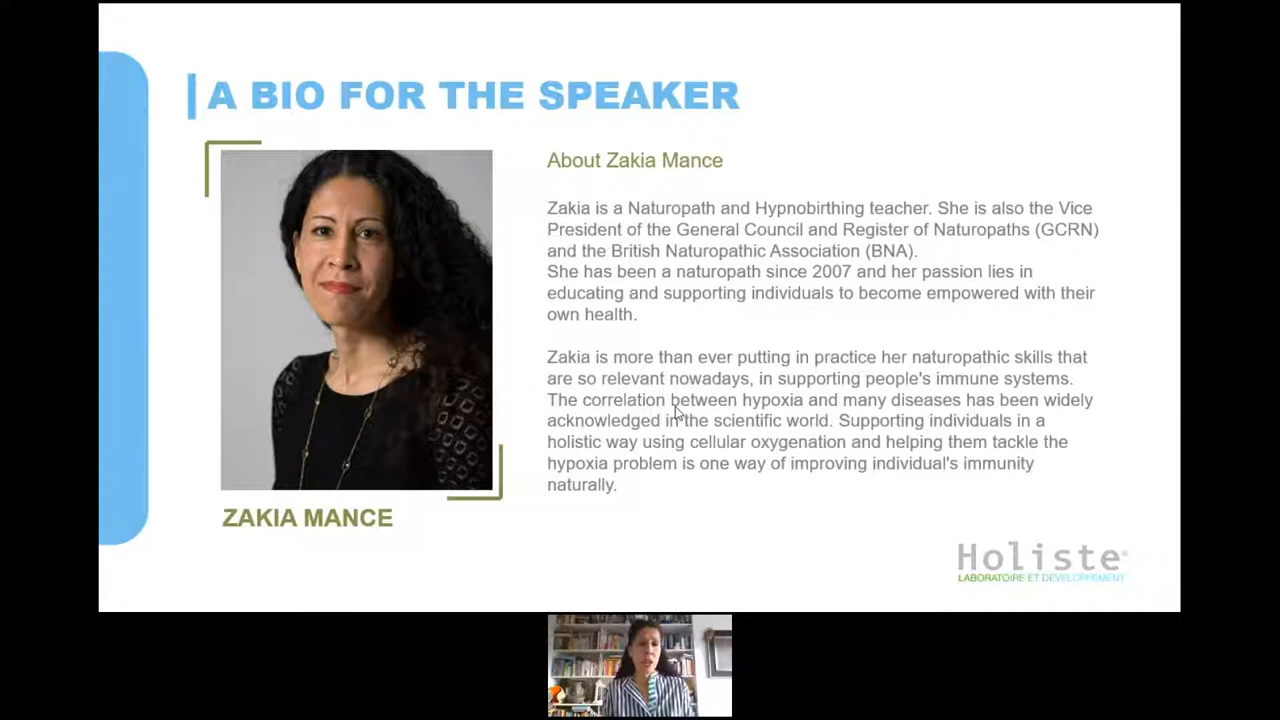 A BIO FOR THE SPEAKER
About Zakia Mance
Zakia is a Naturopath and Hypnobirthing teacher. She is also the Vice
President of the General Council and Register of Naturopaths (GCRN)
and the British Naturopathic Association (BNA).
She has been a naturopath since 2007 and her passion lies in
educating and supporting individuals to become empowered with their
own health.
Zakia is more than ever putting in practice her naturopathic skills that
are so relevant nowadays, in supporting people's immune systems.
The correlation between hypoxia and many diseases has been widely
acknowledged in the scientific world. Supporting individuals in a
holistic way using cellular oxygenation and helping them tackle the
hypoxia problem is one way of improving individual's immunity
naturally.
ZAKIA MANCE
Holiste®
LABORATOIRE ET DEVELOPPEMENT